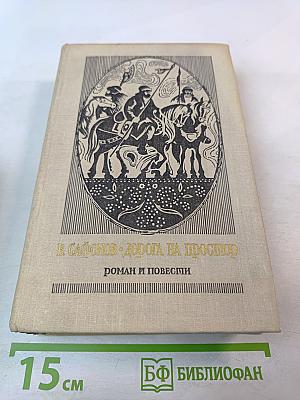 В. САФОНОВ · ДОРОГА НА ПРОСТОР
РОМАН И ПОВЕСТИ
15 см
БФ БИБЛИОФАН